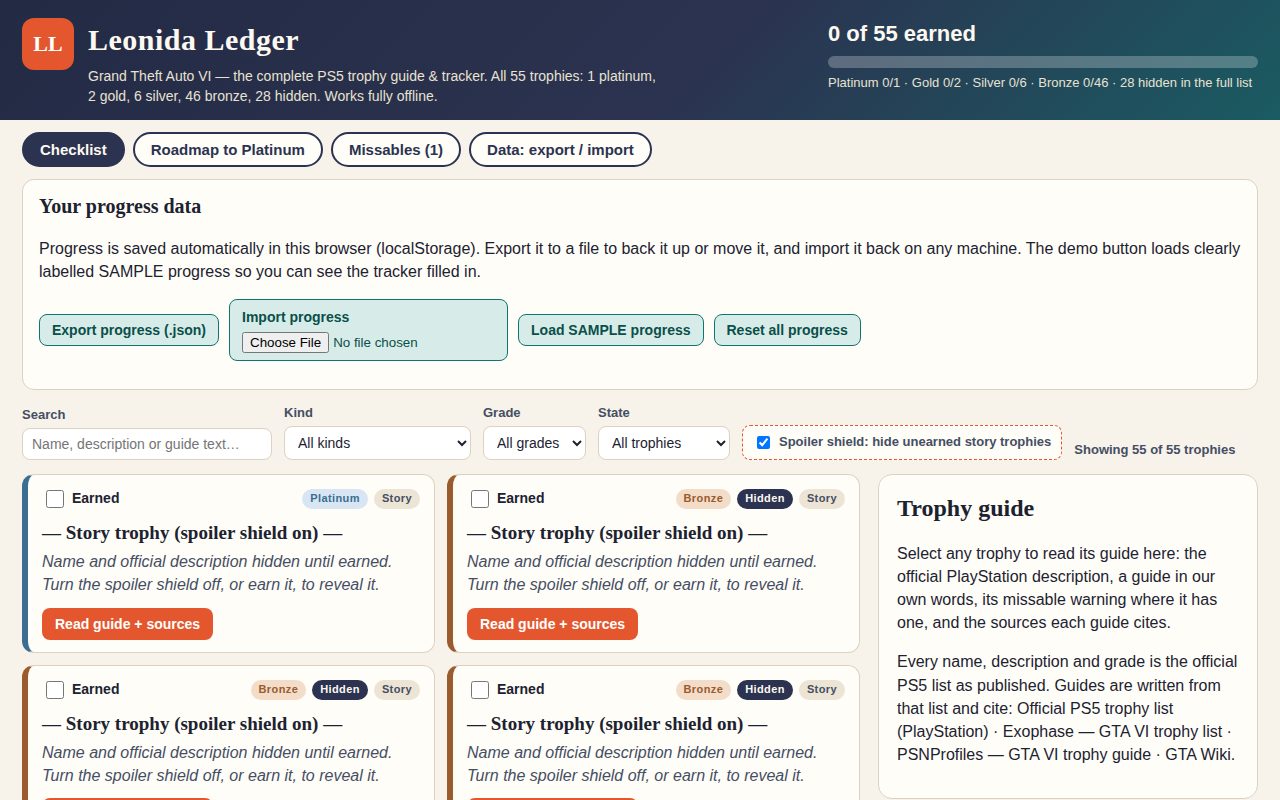 LL
Leonida Ledger
Grand Theft Auto VI — the complete PS5 trophy guide & tracker. All 55 trophies: 1 platinum,
2 gold, 6 silver, 46 bronze, 28 hidden. Works fully offline.
0 of 55 earned
Platinum 0/1 · Gold 0/2 · Silver 0/6 · Bronze 0/46 · 28 hidden in the full list
Checklist
Roadmap to Platinum
Missables (1)
Data: export / import
Your progress data
Progress is saved automatically in this browser (localStorage). Export it to a file to back it up or move it, and import it back on any machine. The demo button loads clearly
labelled SAMPLE progress so you can see the tracker filled in.
Export progress (.json)
Import progress
Choose File No file chosen
Load SAMPLE progress
Reset all progress
Search
Name, description or guide text…
Kind
All kinds
Grade
All grades
State
All trophies
Spoiler shield: hide unearned story trophies
Showing 55 of 55 trophies
Earned
Platinum
Story
— Story trophy (spoiler shield on) —
Name and official description hidden until earned.
Turn the spoiler shield off, or earn it, to reveal it.
Read guide + sources
Earned
Bronze
Hidden
Story
— Story trophy (spoiler shield on) —
Name and official description hidden until earned.
Turn the spoiler shield off, or earn it, to reveal it.
Read guide + sources
Earned
Bronze
Hidden
Story
— Story trophy (spoiler shield on) —
Name and official description hidden until earned.
Turn the spoiler shield off, or earn it, to reveal it.
Earned
Bronze
Hidden
Story
— Story trophy (spoiler shield on) —
Name and official description hidden until earned.
Turn the spoiler shield off, or earn it, to reveal it.
Trophy guide
Select any trophy to read its guide here: the
official PlayStation description, a guide in our
own words, its missable warning where it has
one, and the sources each guide cites.
Every name, description and grade is the official
PS5 list as published. Guides are written from
that list and cite: Official PS5 trophy list
(PlayStation) · Exophase — GTA VI trophy list ·
PSNProfiles — GTA VI trophy guide · GTA Wiki.